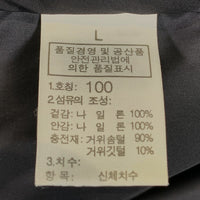 L
품질경영 및 공산품
안전관리법에
의한 품질표시
1.호칭: 100
2.섬유의 조성:
겉감: 나 일 론 100%
안감: 나 일 론 100%
충전재: 거위솜털 90%
거위깃털 10%
3.치수:
항 목: 신체치수